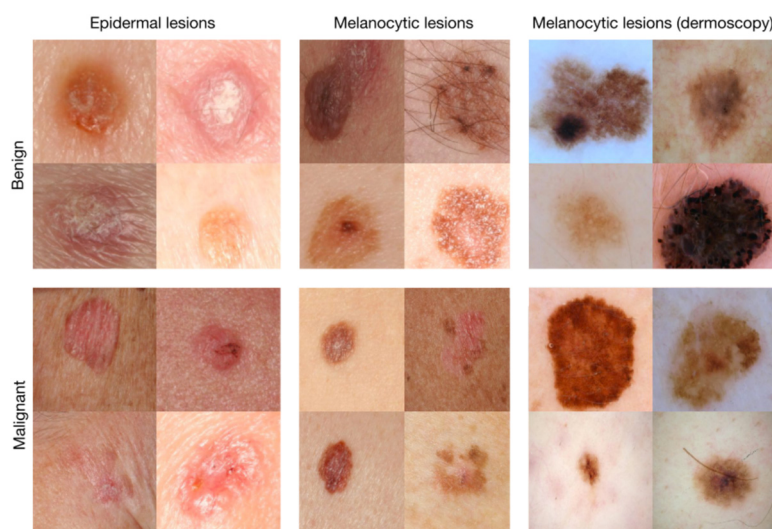 Epidermal lesions
Melanocytic lesions
Melanocytic lesions (dermoscopy)
Benign
Malignant